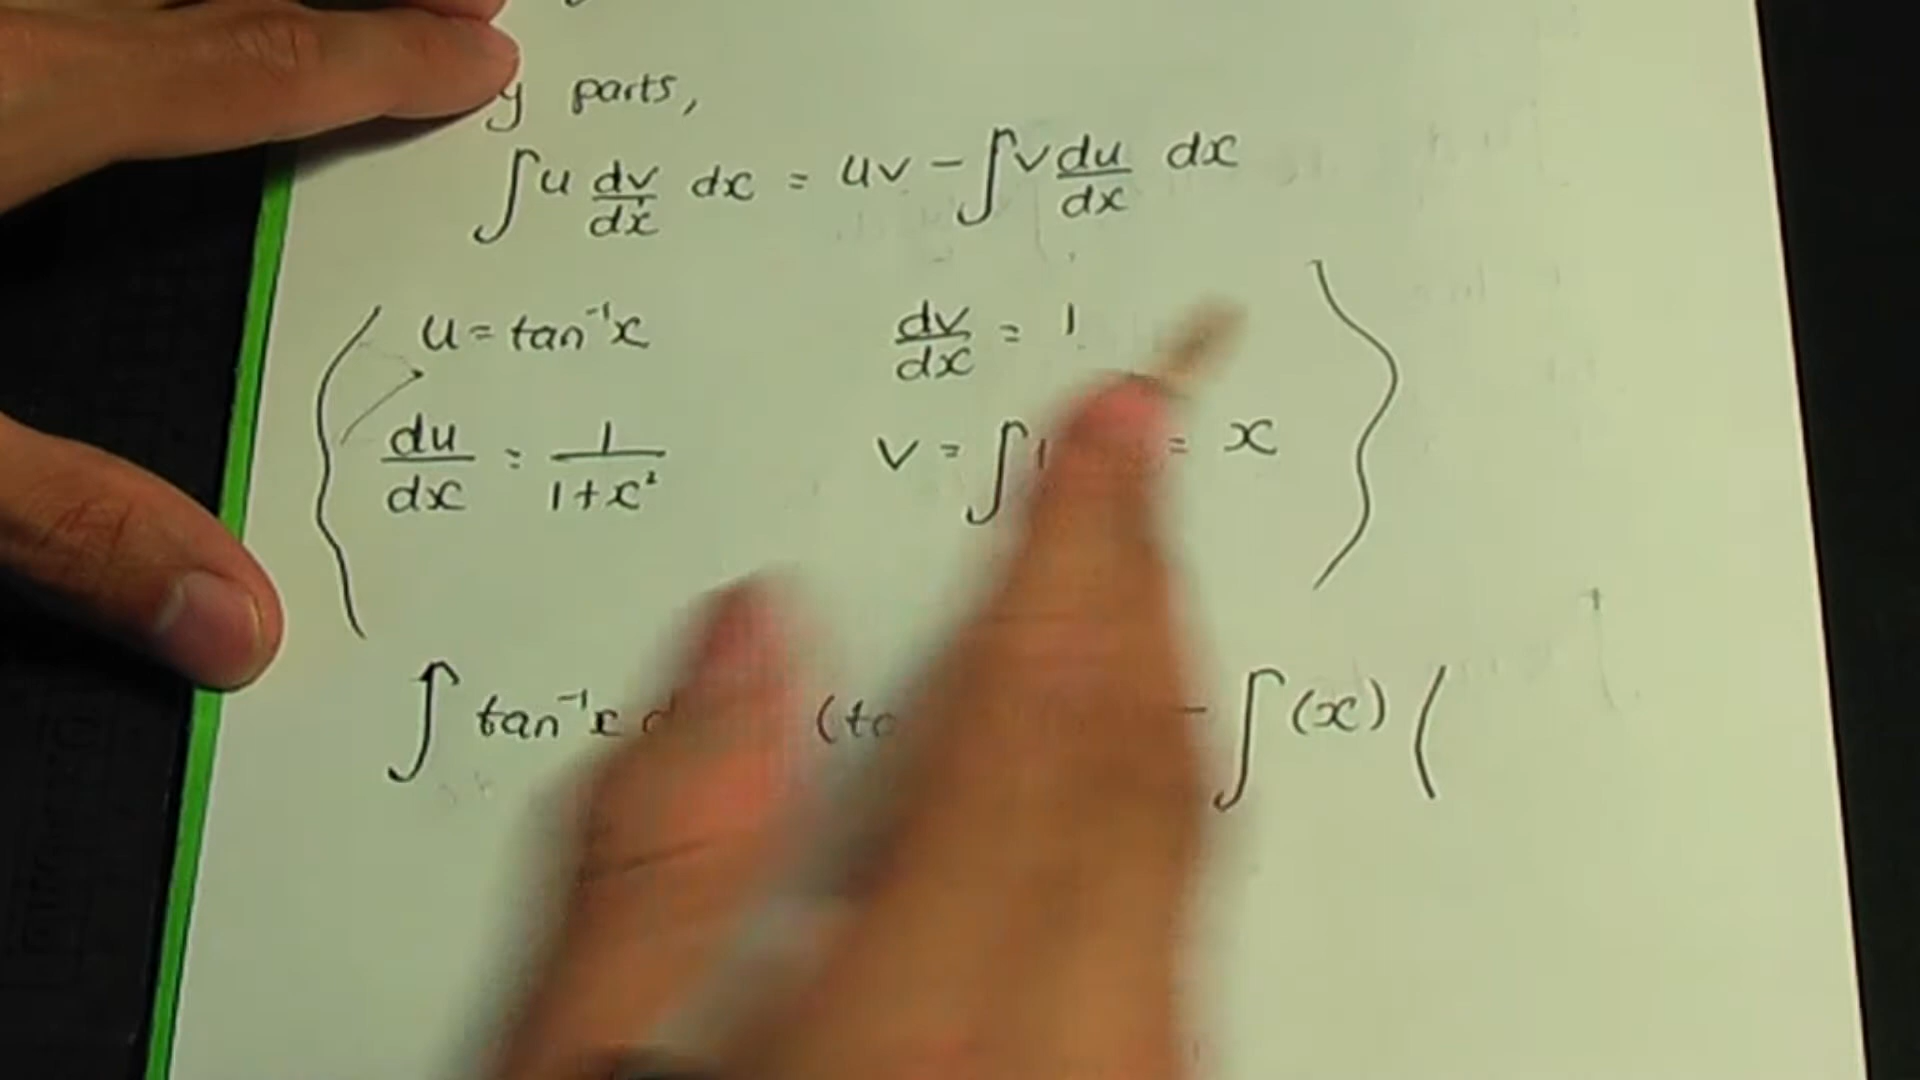 y parts,
∫ u dv/dx dx = uv - ∫ v du/dx dx
u = tan⁻¹x dv/dx = 1
du/dx = 1/(1+x²) v = ∫ 1 = x
∫ tan⁻¹x d (ta - ∫ (x) (